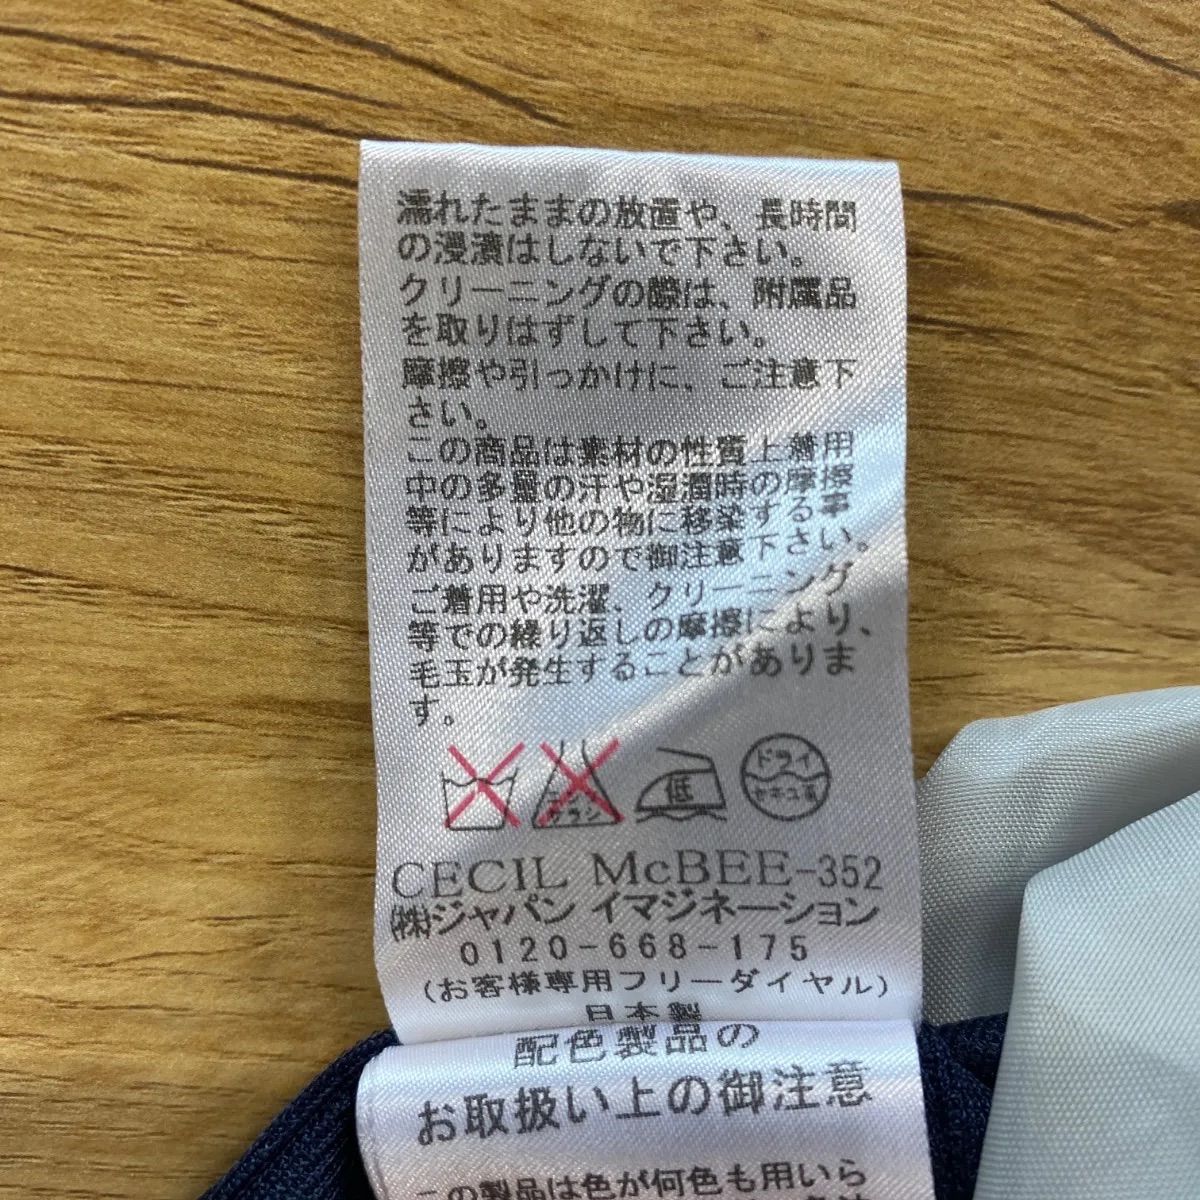 濡れたままの放置や、長時間
の浸漬はしないで下さい。
クリーニングの際は、附属品
を取りはずして下さい。
摩擦や引っかけに、ご注意下
さい。
この商品は素材の性質上着用
中の多量の汗や湿潤時の摩擦
等により他の物に移染する事
がありますので御注意下さい。
ご着用や洗濯、クリーニング
等での繰り返しの摩擦により、
毛玉が発生することがありま
す。
エンソ サラシ 低 ドライ セキユ系
CECIL McBEE-352
㈱ジャパン イマジネーション
0120-668-175
(お客様専用フリーダイヤル)
日本製
配色製品の
お取扱い上の御注意
この製品は色が何色も用いら